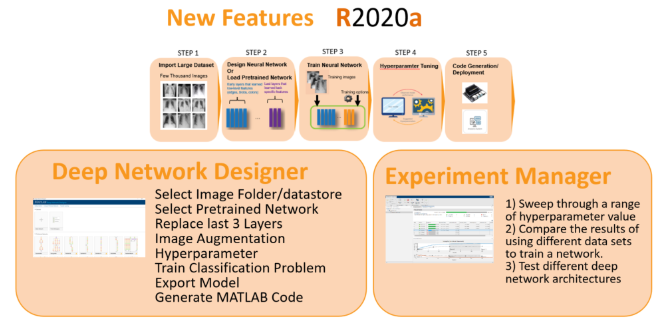 New Features R2020a
STEP 1
STEP 2
STEP 3
STEP 4
STEP 5
Import Large Dataset
Few Thousand Images
Design Neural Network
Or
Load Pretrained Network
Train Neural Network
Training images
Training options
Hyperparamter Tuning
Code Generation/
Deployment
Deep Network Designer
Select Image Folder/datastore
Select Pretrained Network
Replace last 3 Layers
Image Augmentation
Hyperparameter
Train Classification Problem
Export Model
Generate MATLAB Code
Experiment Manager
1) Sweep through a range
of hyperparameter value
2) Compare the results of
using different data sets
to train a network.
3) Test different deep
network architectures